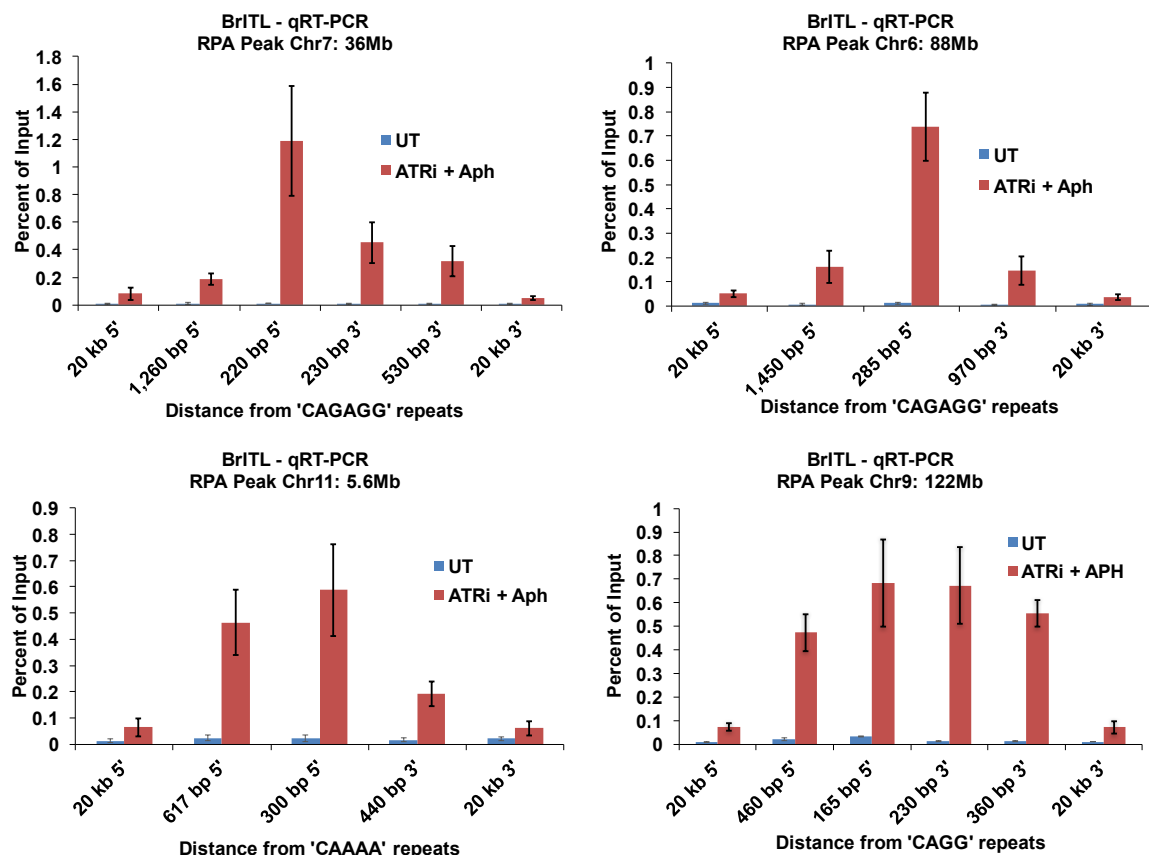 BrITL - qRT-PCR
RPA Peak Chr7: 36Mb
Percent of Input
1.8
1.6
1.4
1.2
1
0.8
0.6
0.4
0.2
0
UT
ATRi + Aph
20 kb 5'
1,260 bp 5'
220 bp 5'
230 bp 3'
530 bp 3'
20 kb 3'
Distance from 'CAGAGG' repeats
BrITL - qRT-PCR
RPA Peak Chr6: 88Mb
Percent of Input
1
0.9
0.8
0.7
0.6
0.5
0.4
0.3
0.2
0.1
0
UT
ATRi + Aph
20 kb 5'
1,450 bp 5'
285 bp 5'
970 bp 3'
20 kb 3'
Distance from 'CAGAGG' repeats
BrITL - qRT-PCR
RPA Peak Chr11: 5.6Mb
Percent of Input
0.9
0.8
0.7
0.6
0.5
0.4
0.3
0.2
0.1
0
UT
ATRi + Aph
20 kb 5'
617 bp 5'
300 bp 5'
440 bp 3'
20 kb 3'
Distance from 'CAAAA' repeats
BrITL - qRT-PCR
RPA Peak Chr9: 122Mb
Percent of Input
1
0.9
0.8
0.7
0.6
0.5
0.4
0.3
0.2
0.1
0
UT
ATRi + APH
20 kb 5'
460 bp 5'
165 bp 5'
230 bp 3'
360 bp 3'
20 kb 3'
Distance from 'CAGG' repeats